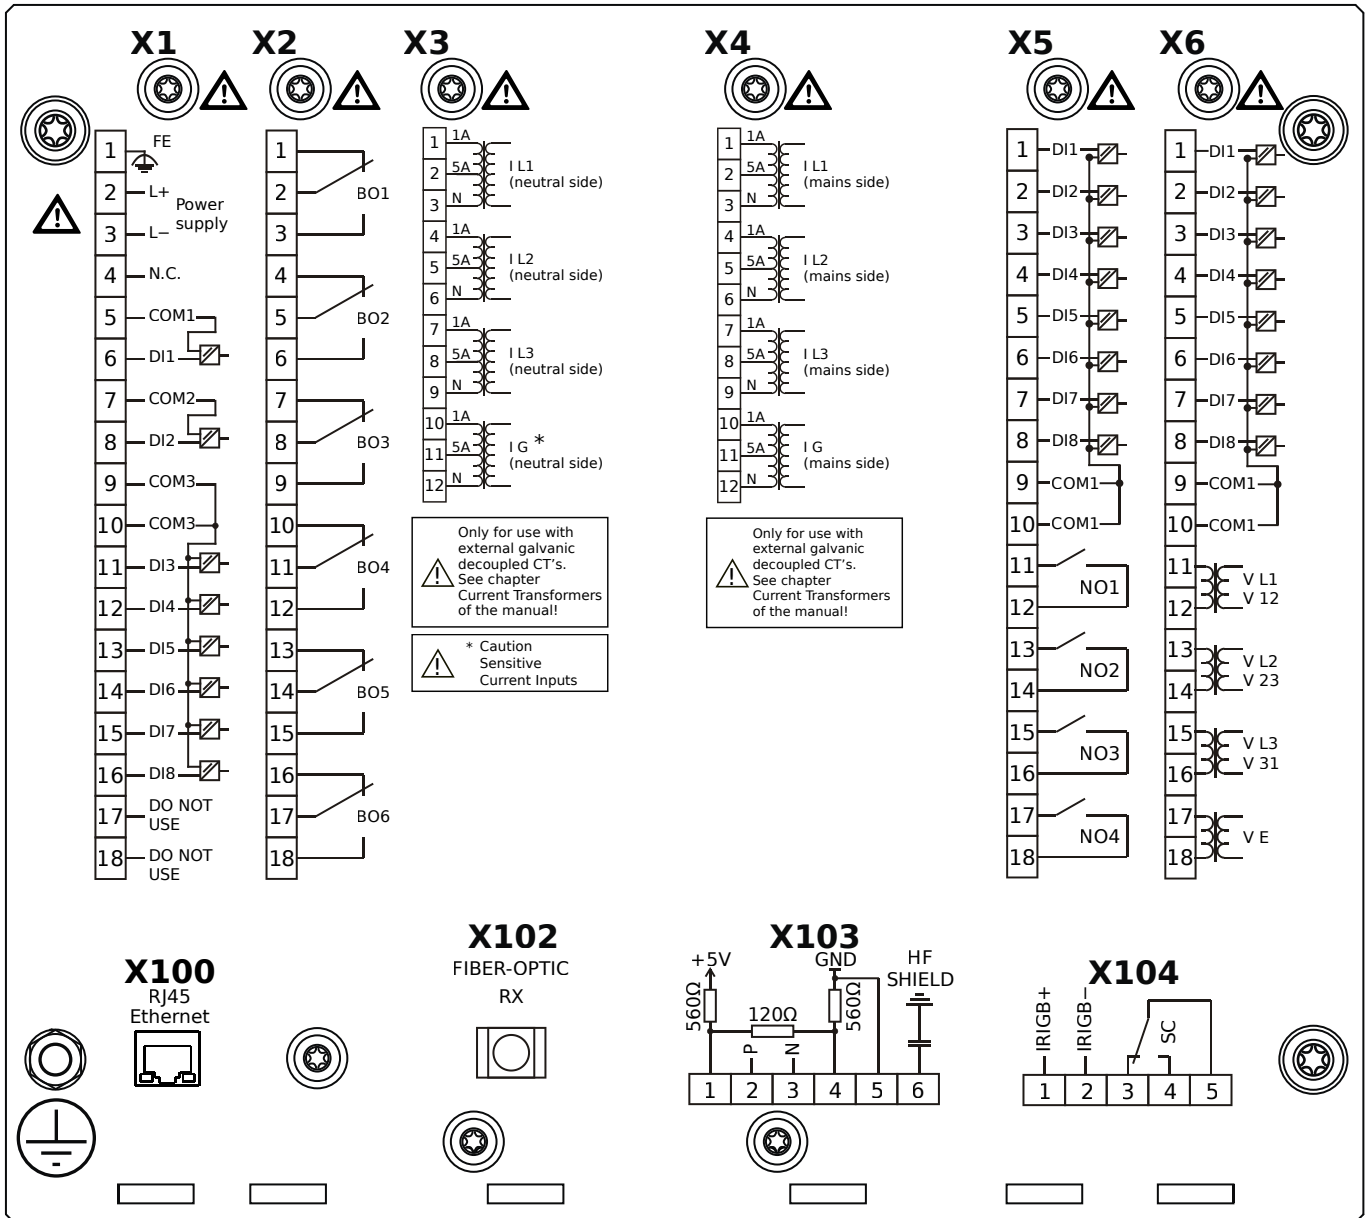 X1
X2
X3
X4
X5
X6
1
FE
2
L+
Power
supply
3
L−
4
N.C.
5
COM1
6
DI1
7
COM2
8
DI2
9
COM3
10
COM3
11
DI3
12
DI4
13
DI5
14
DI6
15
DI7
16
DI8
17
DO NOT
USE
18
DO NOT
USE
1
2
BO1
3
4
5
BO2
6
7
8
BO3
9
10
11
BO4
12
13
14
BO5
15
16
17
BO6
18
1
1A
2
5A
I L1
(neutral side)
3
N
4
1A
5
5A
I L2
(neutral side)
6
N
7
1A
8
5A
I L3
(neutral side)
9
N
10
1A
11
5A
I G *
(neutral side)
12
N
Only for use with
external galvanic
decoupled CT’s.
See chapter
Current Transformers
of the manual!
* Caution
Sensitive
Current Inputs
1
1A
2
5A
I L1
(mains side)
3
N
4
1A
5
5A
I L2
(mains side)
6
N
7
1A
8
5A
I L3
(mains side)
9
N
10
1A
11
5A
I G
(mains side)
12
N
Only for use with
external galvanic
decoupled CT’s.
See chapter
Current Transformers
of the manual!
1
DI1
2
DI2
3
DI3
4
DI4
5
DI5
6
DI6
7
DI7
8
DI8
9
COM1
10
COM1
11
NO1
12
13
NO2
14
15
NO3
16
17
NO4
18
1
DI1
2
DI2
3
DI3
4
DI4
5
DI5
6
DI6
7
DI7
8
DI8
9
COM1
10
COM1
11
V L1
V 12
12
13
V L2
V 23
14
15
V L3
V 31
16
17
V E
18
X100
RJ45
Ethernet
X102
FIBER-OPTIC
RX
X103
+5V
GND
HF
SHIELD
560Ω
120Ω
560Ω
P
N
1 2 3 4 5 6
X104
IRIGB+
IRIGB−
SC
1 2 3 4 5